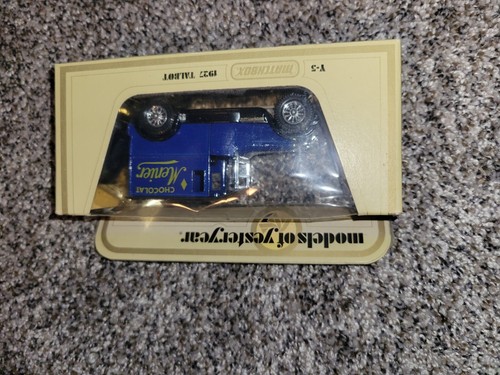 models of yesteryear
Y-5
MATCHBOX
1927 TALBOT
CHOCOLAT
Menier